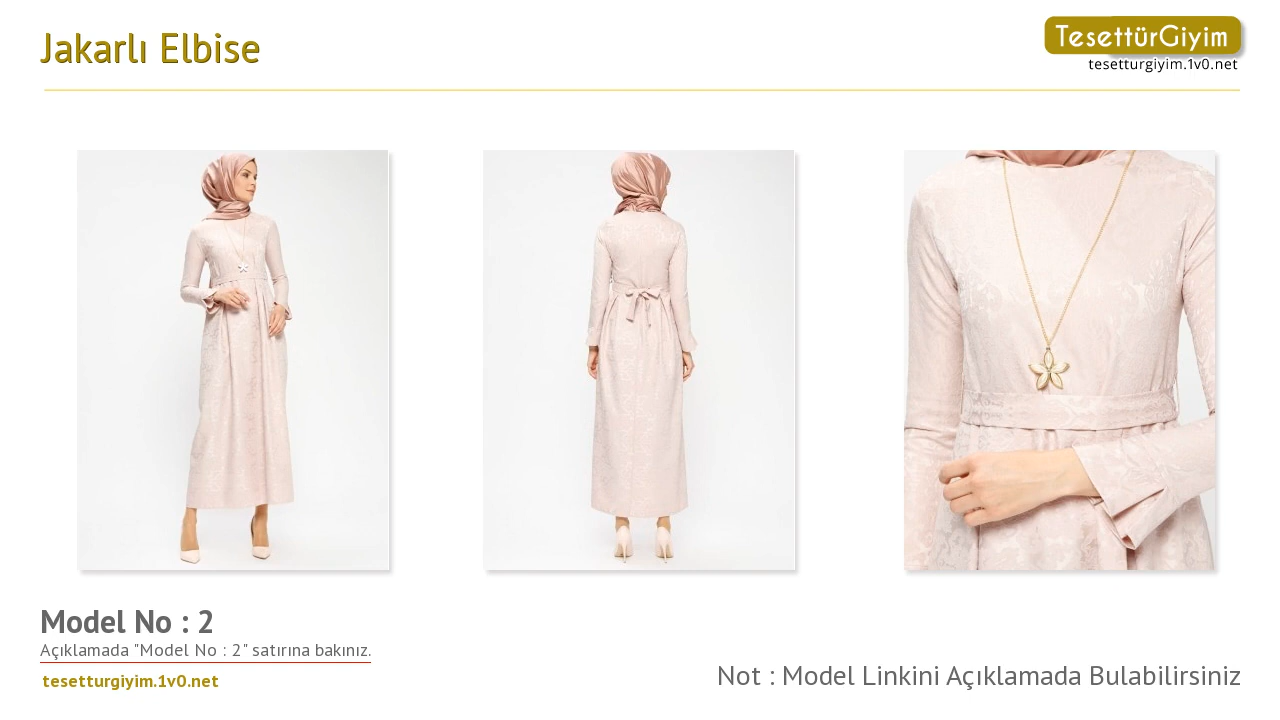 Jakarlı Elbise
TesettürGiyim
tesetturgiyim.1v0.net
Model No : 2
Açıklamada "Model No : 2" satırına bakınız.
tesetturgiyim.1v0.net
Not : Model Linkini Açıklamada Bulabilirsiniz